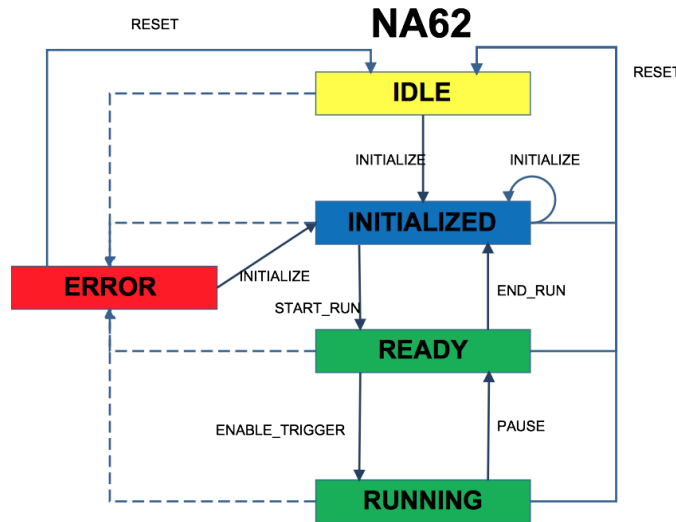 NA62
RESET
RESET
IDLE
INITIALIZE
INITIALIZE
INITIALIZED
INITIALIZE
ERROR
START_RUN
END_RUN
READY
ENABLE_TRIGGER
PAUSE
RUNNING